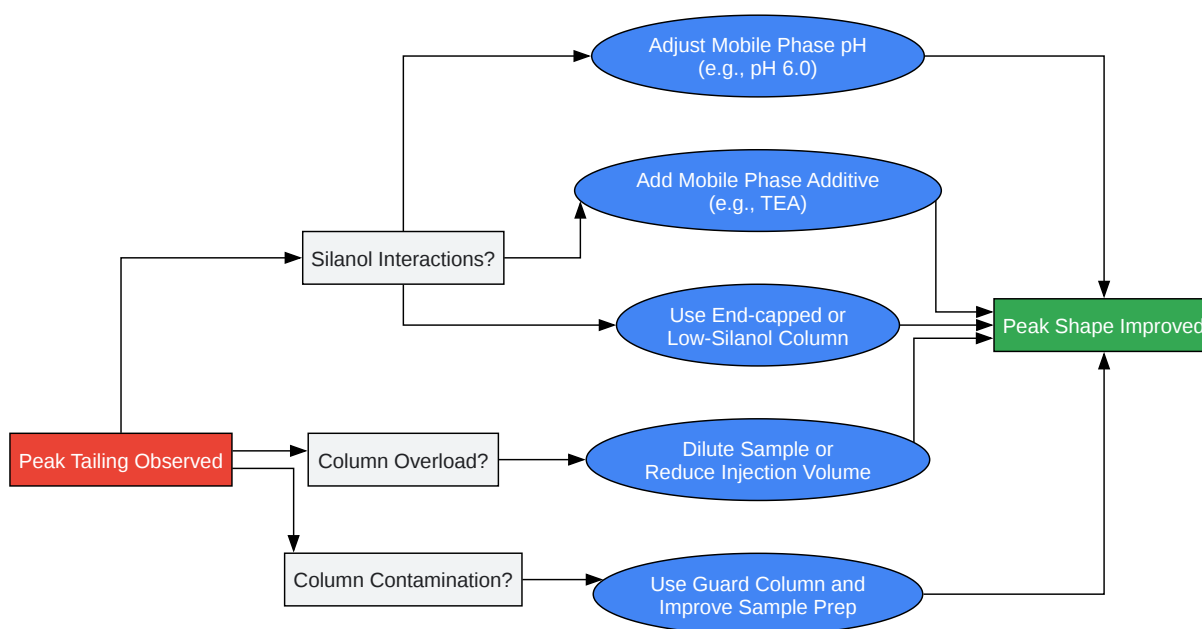 Adjust Mobile Phase pH
(e.g., pH 6.0)
Add Mobile Phase Additive
(e.g., TEA)
Silanol Interactions?
Use End-capped or
Low-Silanol Column
Peak Shape Improved
Peak Tailing Observed
Column Overload?
Dilute Sample or
Reduce Injection Volume
Column Contamination?
Use Guard Column and
Improve Sample Prep